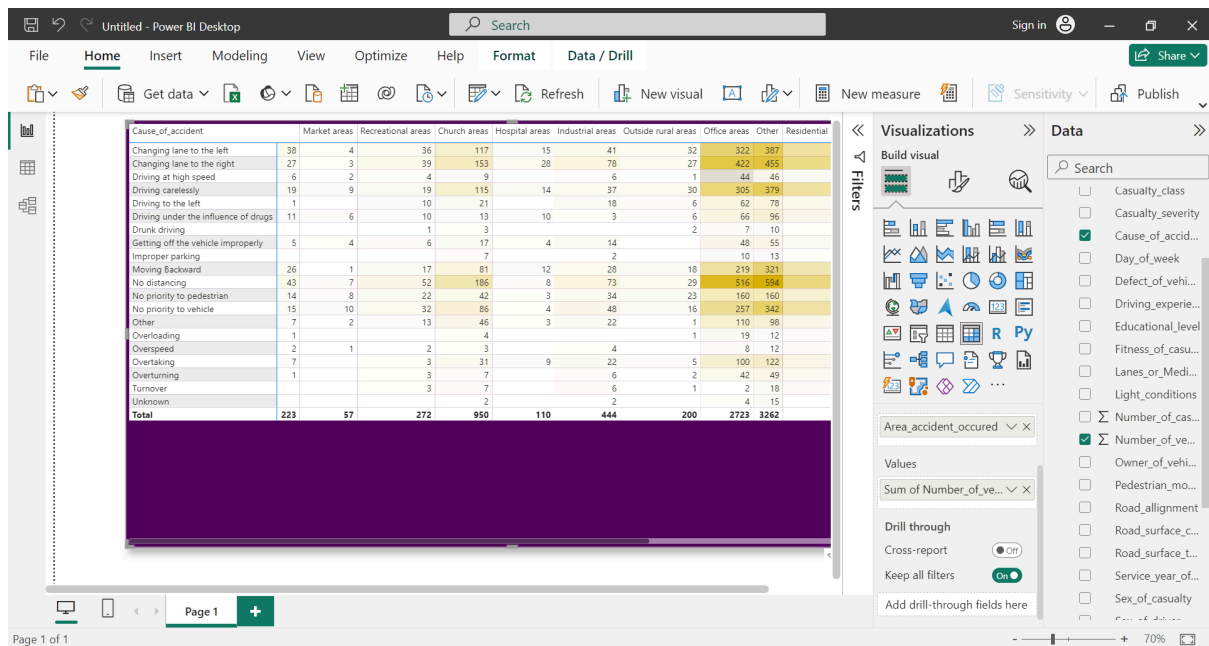 Untitled - Power BI Desktop
Search
Sign in
File Home Insert Modeling View Optimize Help Format Data / Drill
Share
Get data Refresh New visual New measure Sensitivity Publish
Cause_of_accident Market areas Recreational areas Church areas Hospital areas Industrial areas Outside rural areas Office areas Other Residential
Changing lane to the left 38 4 36 117 15 41 32 322 387
Changing lane to the right 27 3 39 153 28 78 27 422 455
Driving at high speed 6 2 4 9 6 1 44 46
Driving carelessly 19 9 19 115 14 37 30 305 379
Driving to the left 1 10 21 18 6 62 78
Driving under the influence of drugs 11 6 10 13 10 3 6 66 96
Drunk driving 1 3 2 7 10
Getting off the vehicle improperly 5 4 6 17 4 14 48 55
Improper parking 7 2 10 13
Moving Backward 26 1 17 81 12 28 18 219 321
No distancing 43 7 52 186 8 73 29 516 594
No priority to pedestrian 14 8 22 42 3 34 23 160 160
No priority to vehicle 15 10 32 86 4 48 16 257 342
Other 7 2 13 46 3 22 1 110 98
Overloading 1 4 1 19 12
Overspeed 2 1 2 3 4 8 12
Overtaking 7 3 31 9 22 5 100 122
Overturning 1 3 7 6 2 42 49
Turnover 3 7 6 1 2 18
Unknown 2 2 4 15
Total 223 57 272 950 110 444 200 2723 3262
Filters
Visualizations
Build visual
123
R Py
123
Area_accident_occured
Values
Sum of Number_of_ve...
Drill through
Cross-report Off
Keep all filters On
Add drill-through fields here
Data
Search
Casualty_class
Casualty_severity
Cause_of_accid...
Day_of_week
Defect_of_vehi...
Driving_experie...
Educational_level
Fitness_of_casu...
Lanes_or_Medi...
Light_conditions
Number_of_cas...
Number_of_ve...
Owner_of_vehi...
Pedestrian_mo...
Road_allignment
Road_surface_c...
Road_surface_t...
Service_year_of...
Sex_of_casualty
Page 1
Page 1 of 1
70%